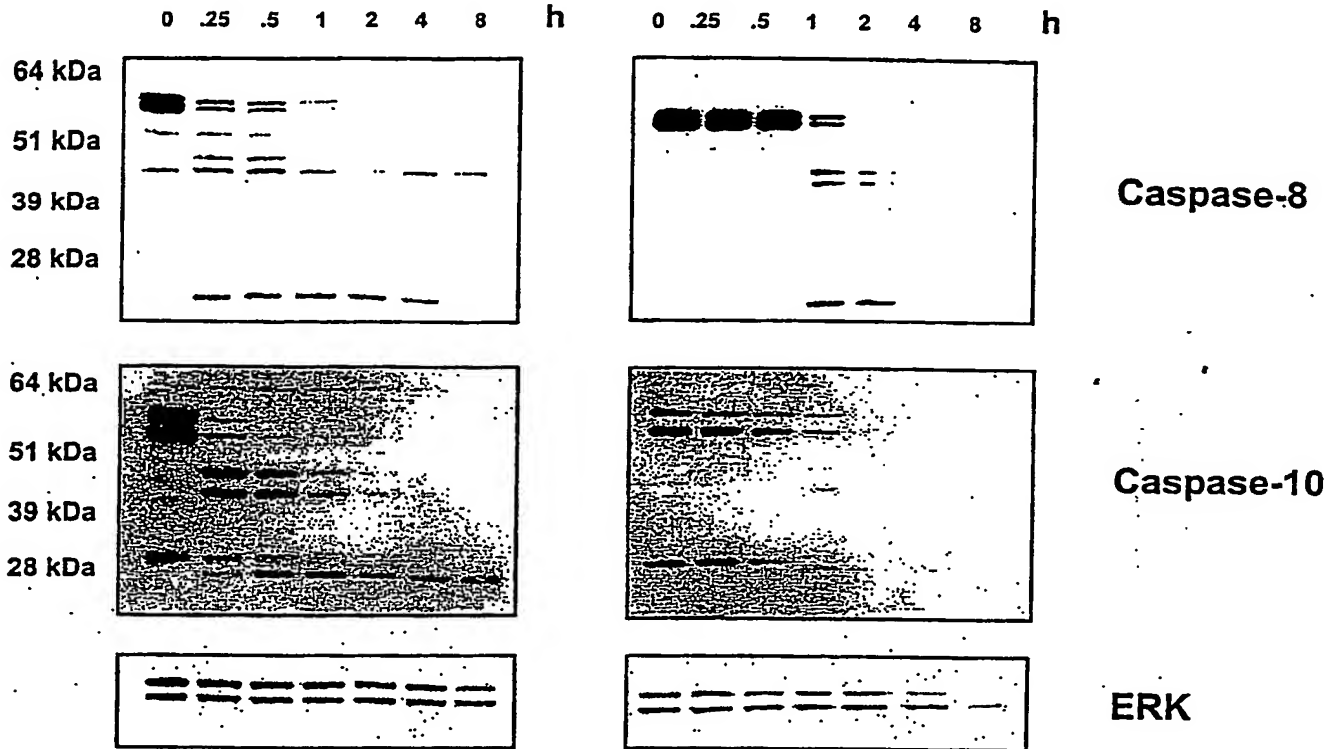 0 .25 .5 1 2 4 8 h
0 .25 .5 1 2 4 8 h
64 kDa
51 kDa
39 kDa
28 kDa
Caspase-8
64 kDa
51 kDa
39 kDa
28 kDa
Caspase-10
ERK